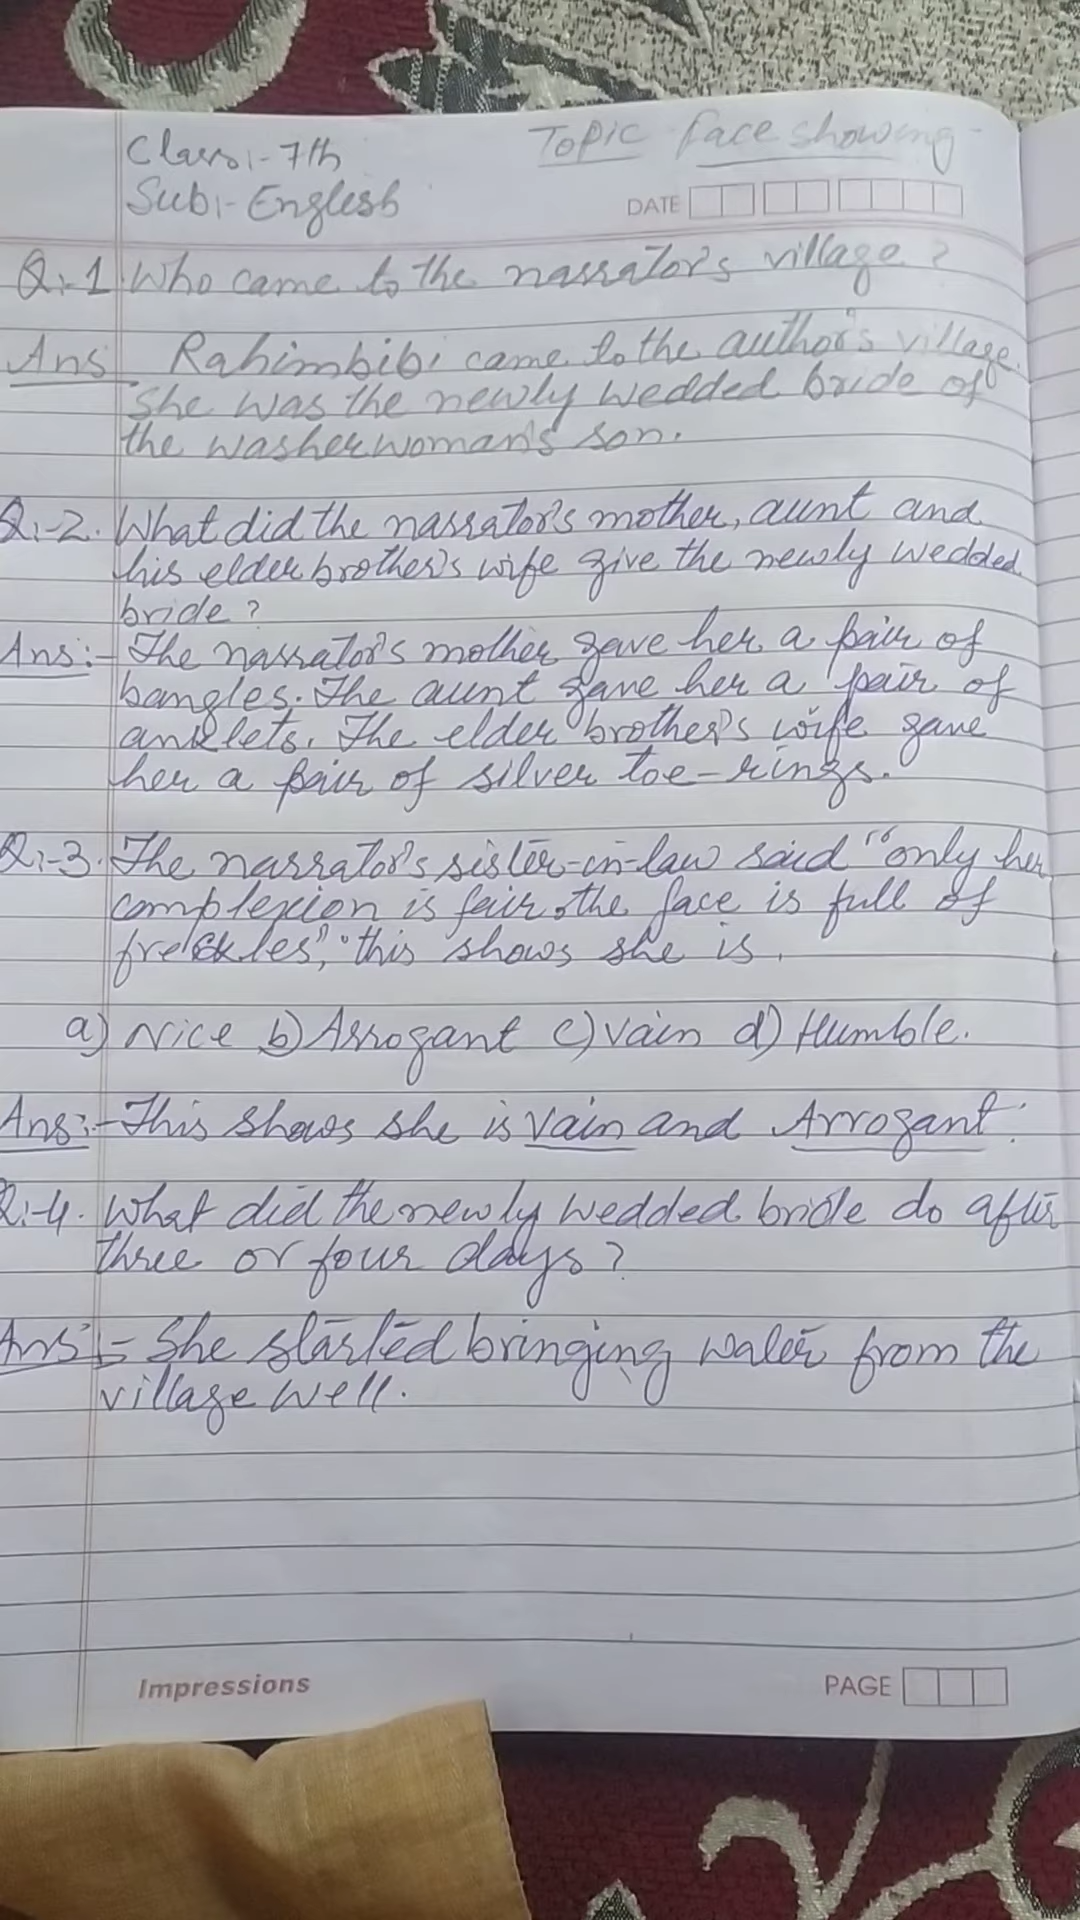 Class:- 7th
Topic face showing
Sub:- English
DATE
Q:-1. Who came to the narrator's village?
Ans Rahimbibi came to the author's village.
She was the newly wedded bride of
the washerwoman's son.
Q:-2. What did the narrator's mother, aunt and
his elder brother's wife give the newly wedded
bride?
Ans:- The narrator's mother gave her a pair of
bangles. The aunt gave her a pair of
anklets. The elder brother's wife gave
her a pair of silver toe-rings.
Q:-3. The narrator's sister-in-law said "only her
complexion is fair, the face is full of
freckles", this shows she is.
a) Nice b) Arrogant c) Vain d) Humble.
Ans:- This shows she is Vain and Arrogant.
Q:-4. What did the newly wedded bride do after
three or four days?
Ans:- She started bringing water from the
village well.
Impressions
PAGE